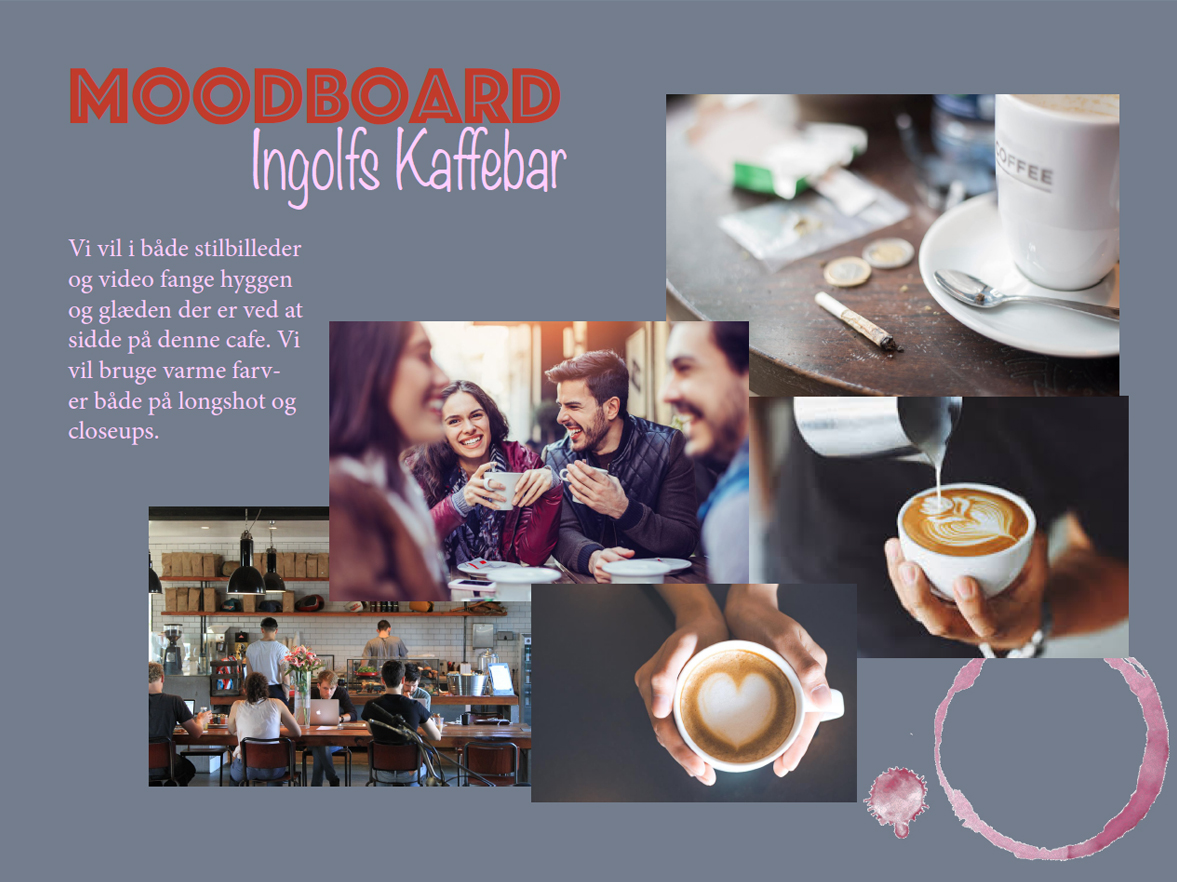 MOODBOARD
Ingolfs Kaffebar
Vi vil i både stilbilleder
og video fange hyggen
og glæden der er ved at
sidde på denne cafe. Vi
vil bruge varme farv-
er både på longshot og
closeups.
COFFEE